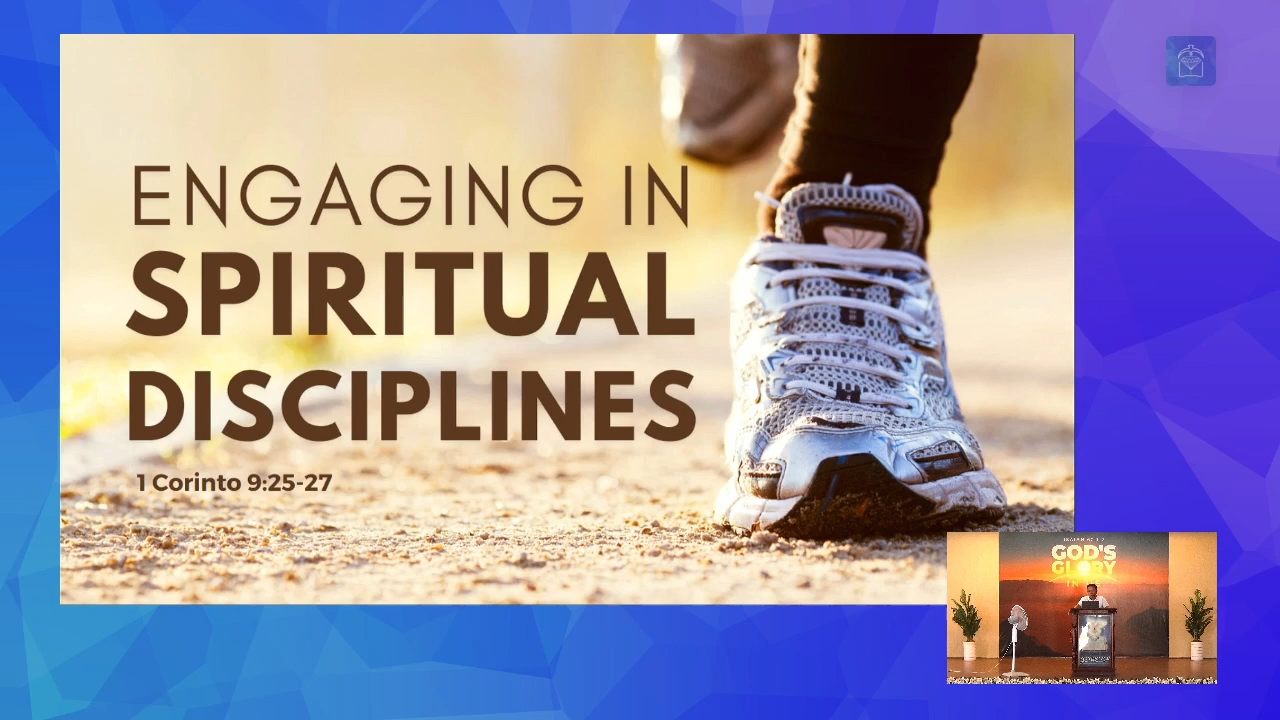 ENGAGING IN
SPIRITUAL
DISCIPLINES
1 Corinto 9:25-27
GOD'S
GLORY